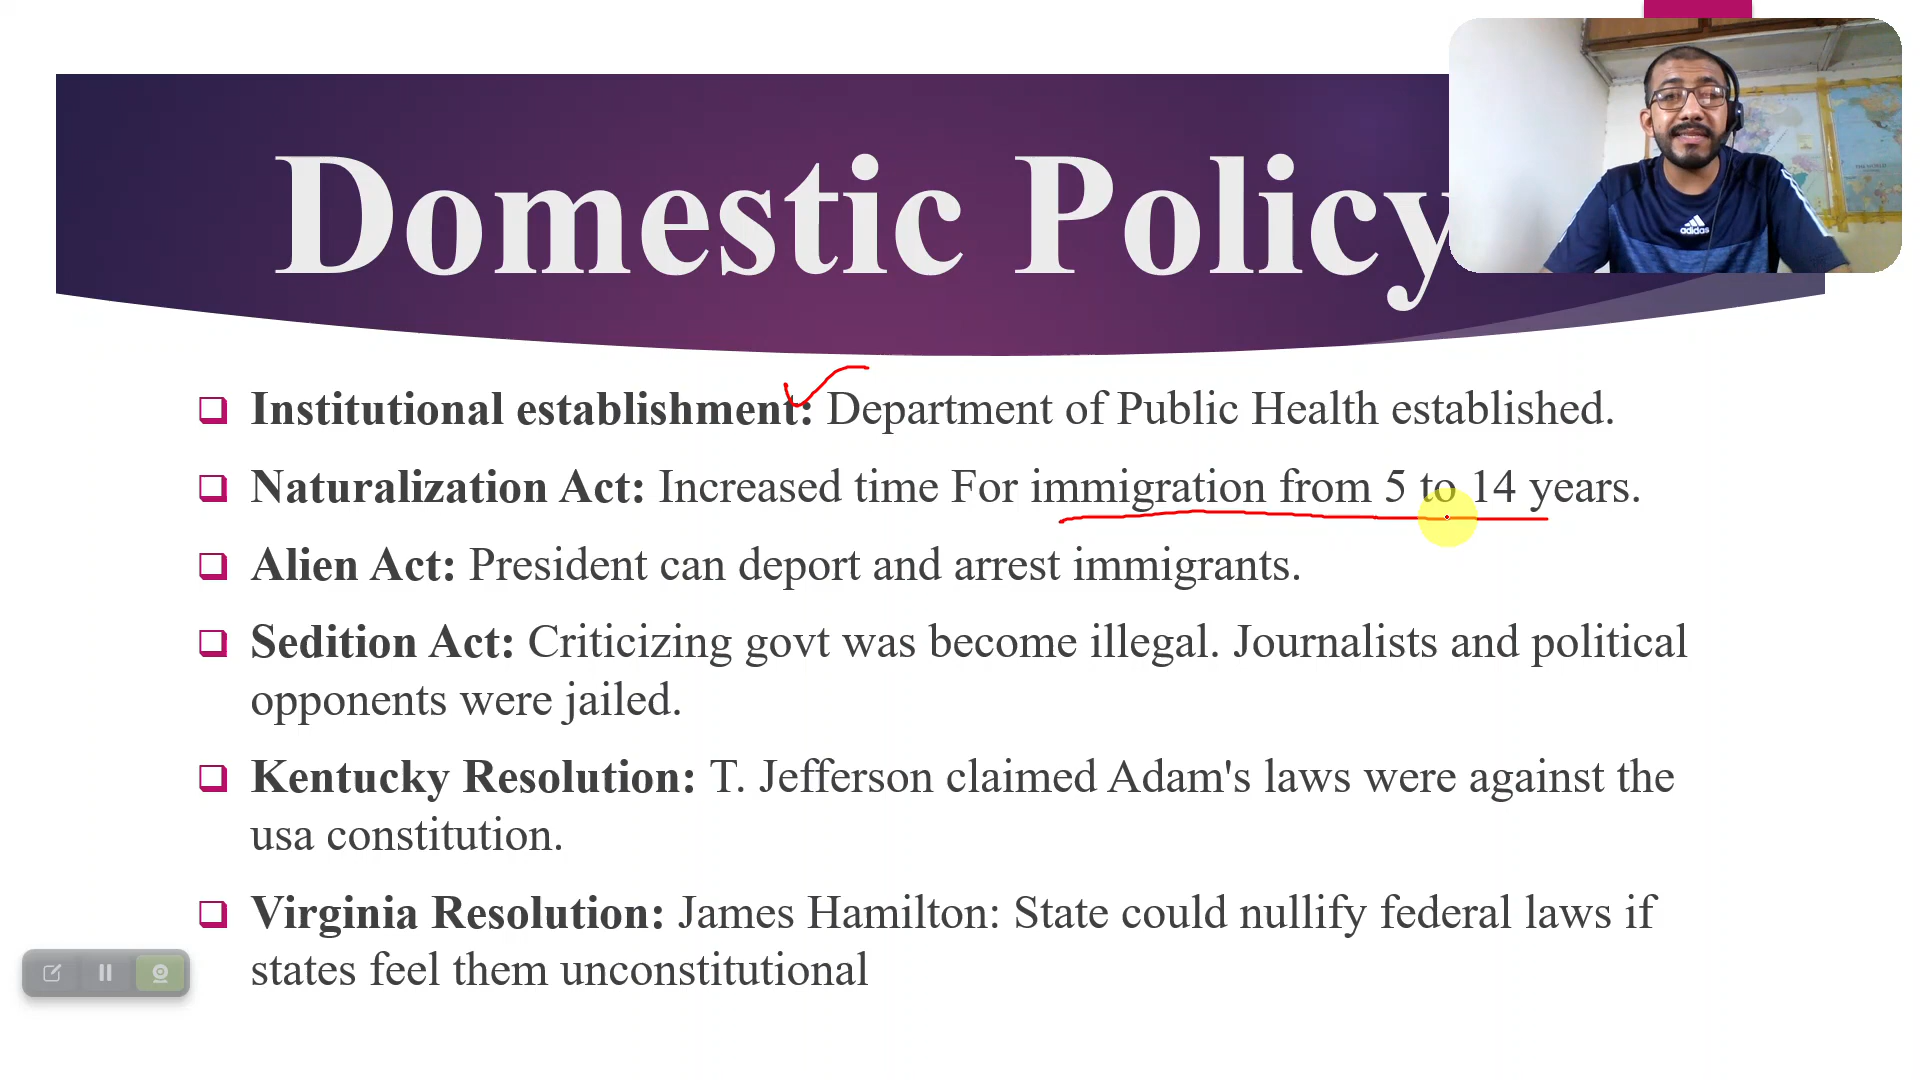 Domestic Policy
adidas
Institutional establishment: Department of Public Health established.
Naturalization Act: Increased time For immigration from 5 to 14 years.
Alien Act: President can deport and arrest immigrants.
Sedition Act: Criticizing govt was become illegal. Journalists and political
opponents were jailed.
Kentucky Resolution: T. Jefferson claimed Adam's laws were against the
usa constitution.
Virginia Resolution: James Hamilton: State could nullify federal laws if
states feel them unconstitutional